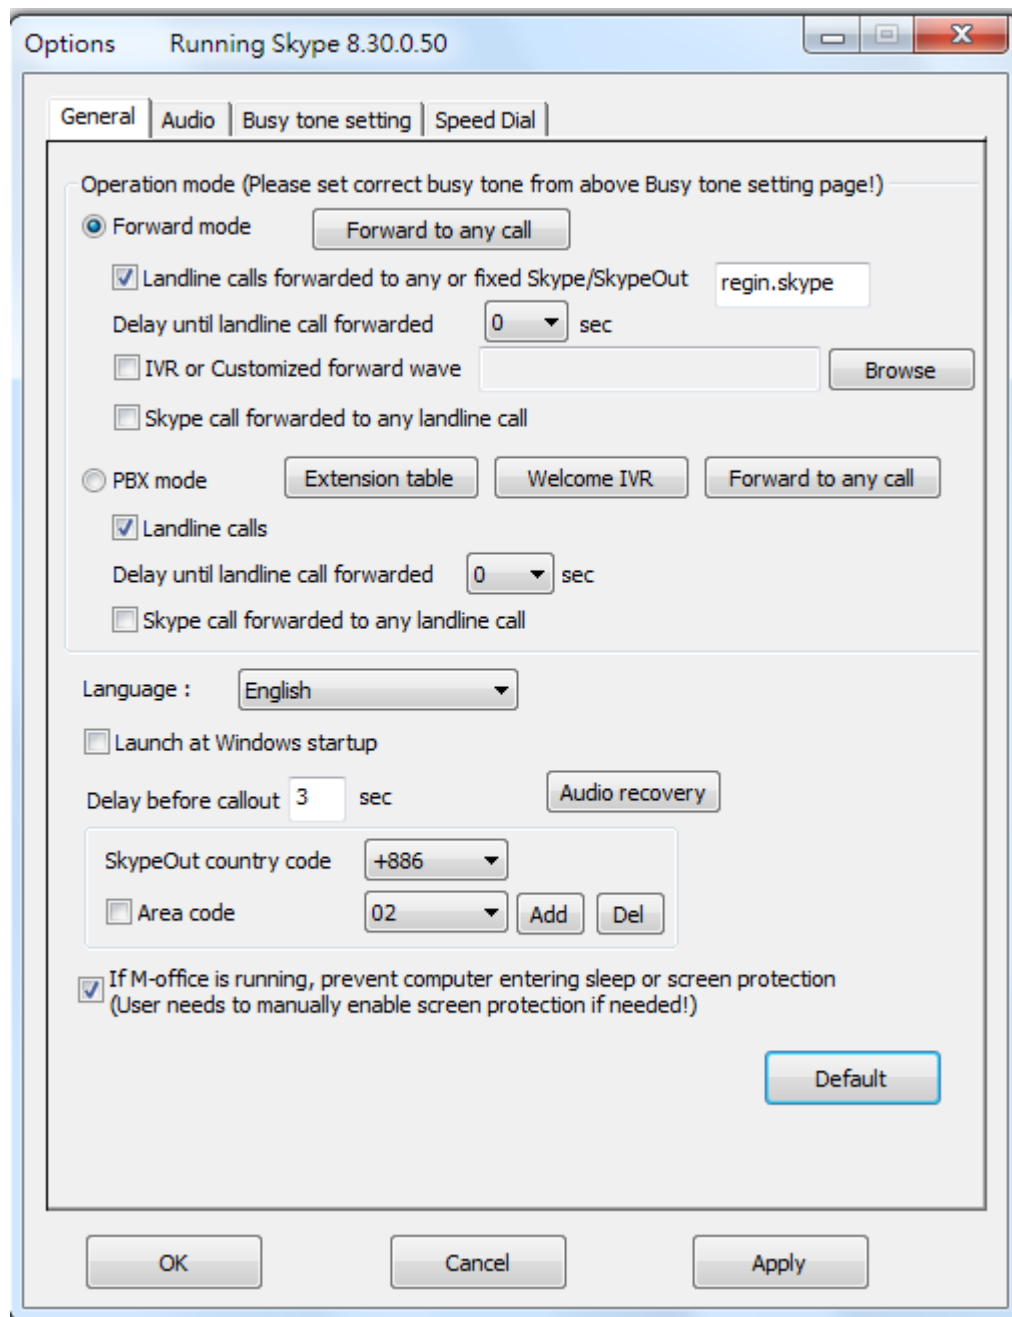 Options Running Skype 8.30.0.50
General Audio Busy tone setting Speed Dial
Operation mode (Please set correct busy tone from above Busy tone setting page!)
Forward mode Forward to any call
Landline calls forwarded to any or fixed Skype/SkypeOut regin.skype
Delay until landline call forwarded 0 sec
IVR or Customized forward wave Browse
Skype call forwarded to any landline call
PBX mode Extension table Welcome IVR Forward to any call
Landline calls
Delay until landline call forwarded 0 sec
Skype call forwarded to any landline call
Language : English
Launch at Windows startup
Delay before callout 3 sec Audio recovery
SkypeOut country code +886
Area code 02 Add Del
If M-office is running, prevent computer entering sleep or screen protection
(User needs to manually enable screen protection if needed!)
Default
OK Cancel Apply